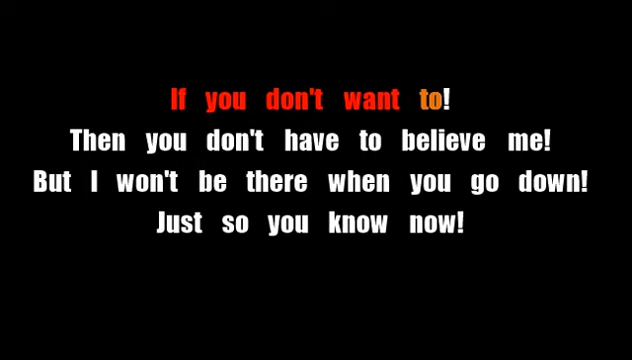 If you don't want to!
Then you don't have to believe me!
But I won't be there when you go down!
Just so you know now!